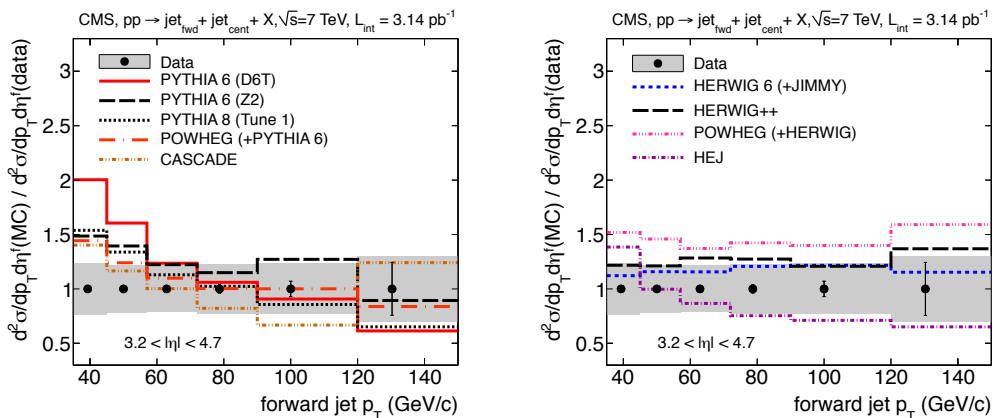 CMS, pp → jet_fwd + jet_cent + X, √s=7 TeV, L_int = 3.14 pb⁻¹
d²σ/dp_T dη^f(MC) / d²σ/dp_T dη^f(data)
3
2.5
2
1.5
1
0.5
Data
PYTHIA 6 (D6T)
PYTHIA 6 (Z2)
PYTHIA 8 (Tune 1)
POWHEG (+PYTHIA 6)
CASCADE
3.2 < |η| < 4.7
40 60 80 100 120 140
forward jet p_T (GeV/c)
CMS, pp → jet_fwd + jet_cent + X, √s=7 TeV, L_int = 3.14 pb⁻¹
d²σ/dp_T dη^f(MC) / d²σ/dp_T dη^f(data)
3
2.5
2
1.5
1
0.5
Data
HERWIG 6 (+JIMMY)
HERWIG++
POWHEG (+HERWIG)
HEJ
3.2 < |η| < 4.7
40 60 80 100 120 140
forward jet p_T (GeV/c)